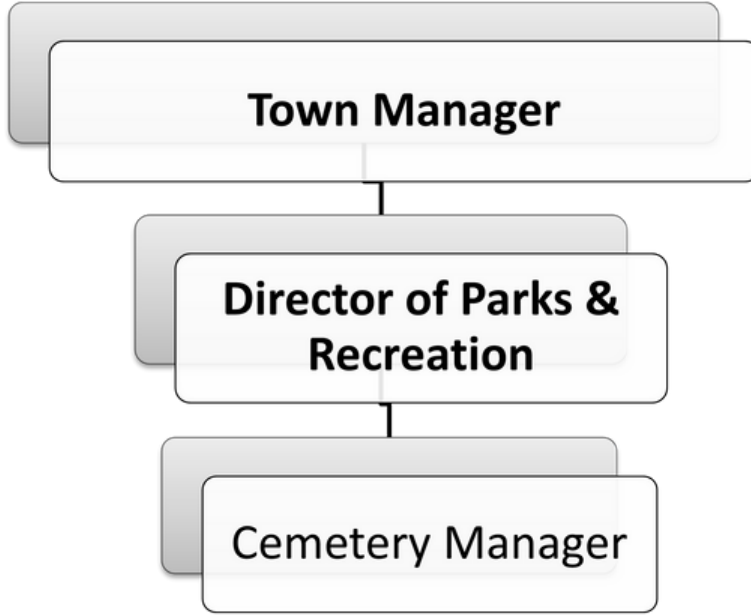 Town Manager
Director of Parks &
Recreation
Cemetery Manager